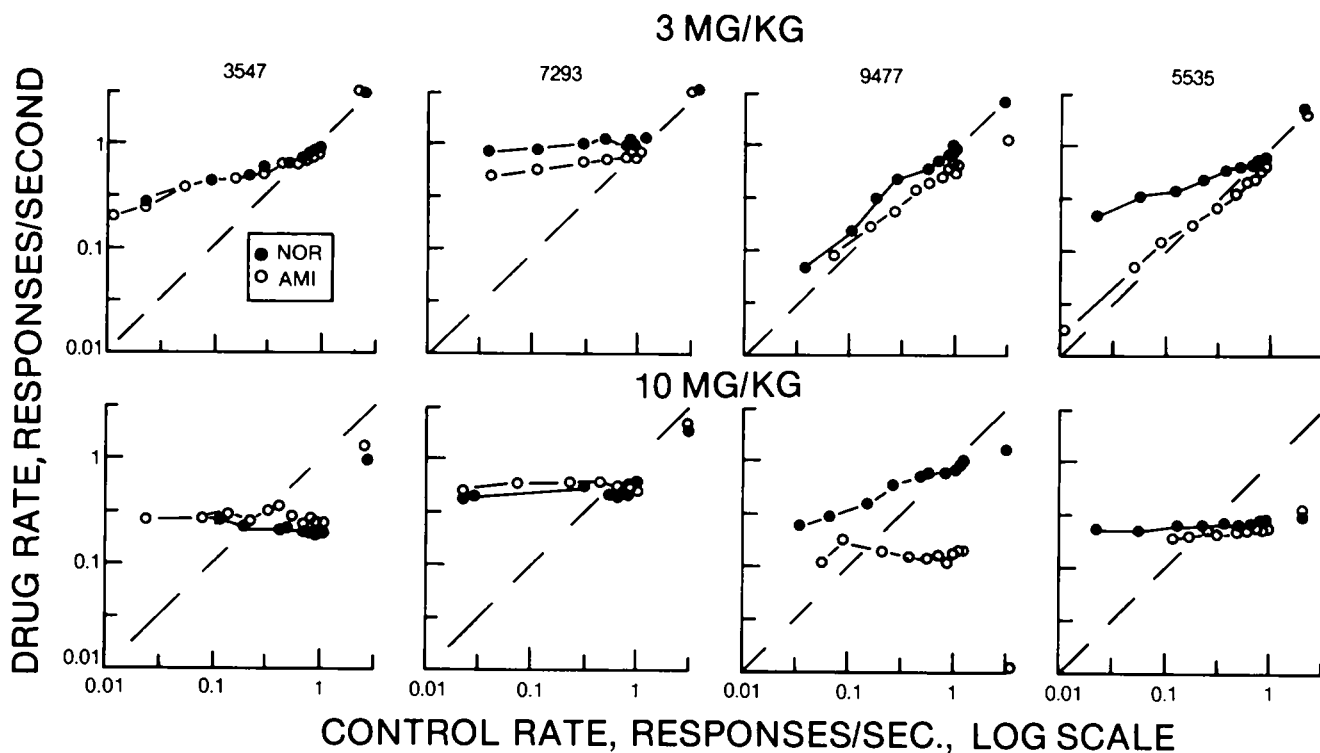 3 MG/KG
3547
7293
9477
5535
DRUG RATE, RESPONSES/SECOND
1
0.1
0.01
NOR
AMI
10 MG/KG
1
0.1
0.01
0.01 0.1 1 0.01 0.1 1 0.01 0.1 1 0.01 0.1 1
CONTROL RATE, RESPONSES/SEC., LOG SCALE